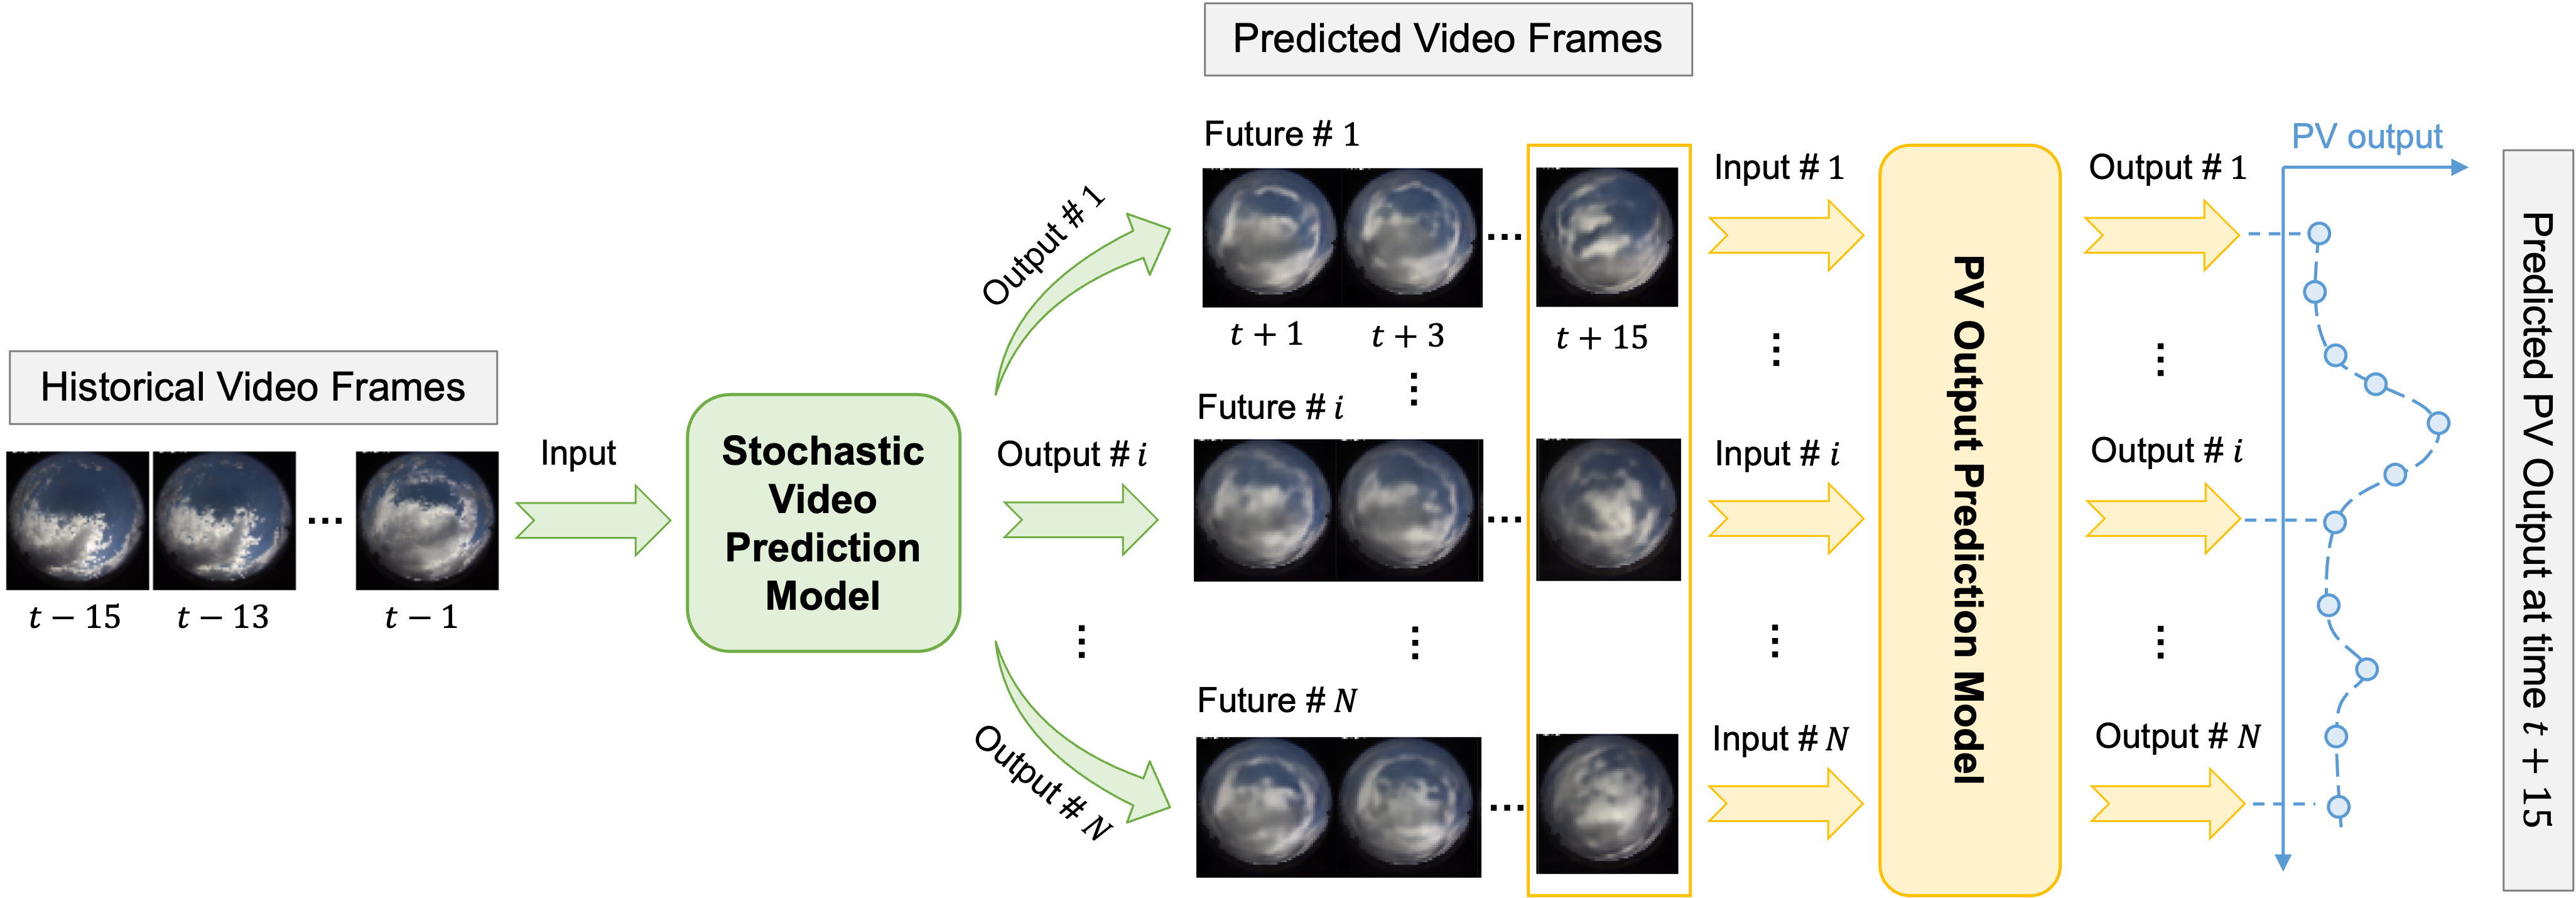 Predicted Video Frames
Historical Video Frames
t − 15
t − 13
...
t − 1
Input
Stochastic
Video
Prediction
Model
Output # 1
Output # i
Output # N
Future # 1
t + 1
t + 3
...
t + 15
Future # i
...
Future # N
...
Input # 1
Input # i
Input # N
PV Output Prediction Model
Output # 1
Output # i
Output # N
PV output
Predicted PV Output at time t + 15